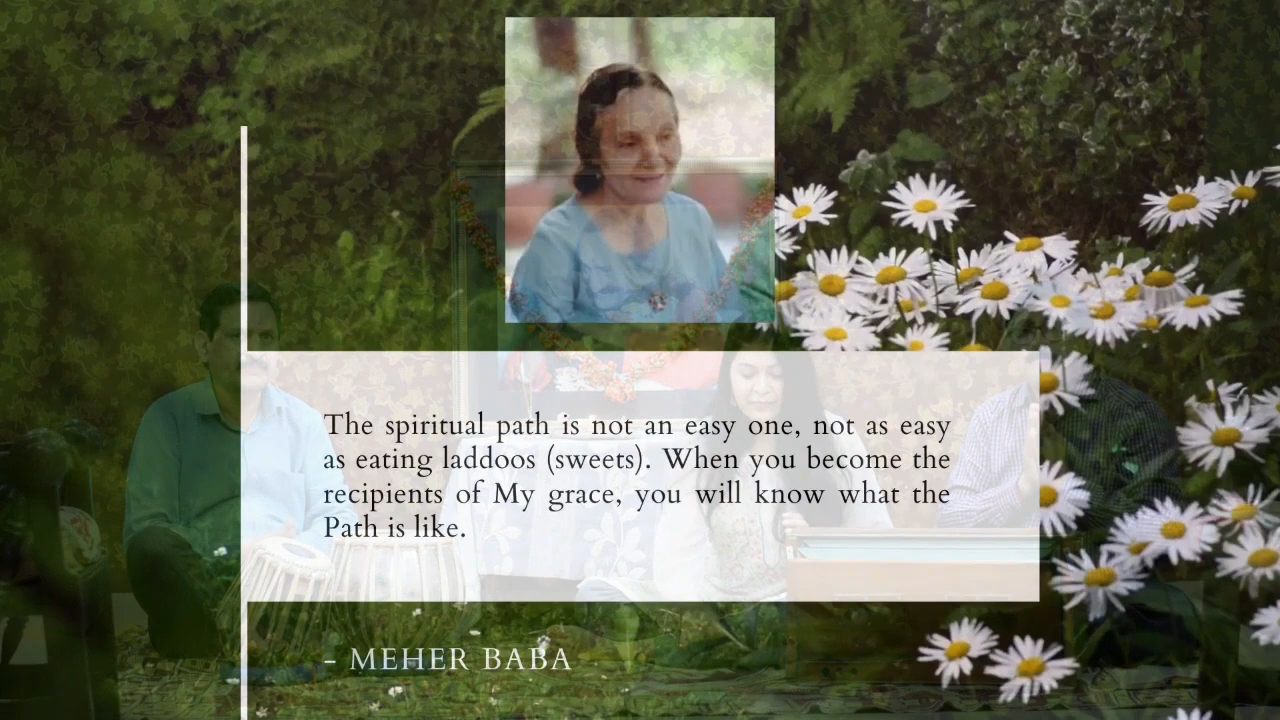 The spiritual path is not an easy one, not as easy
as eating laddoos (sweets). When you become the
recipients of My grace, you will know what the
Path is like.
- MEHER BABA